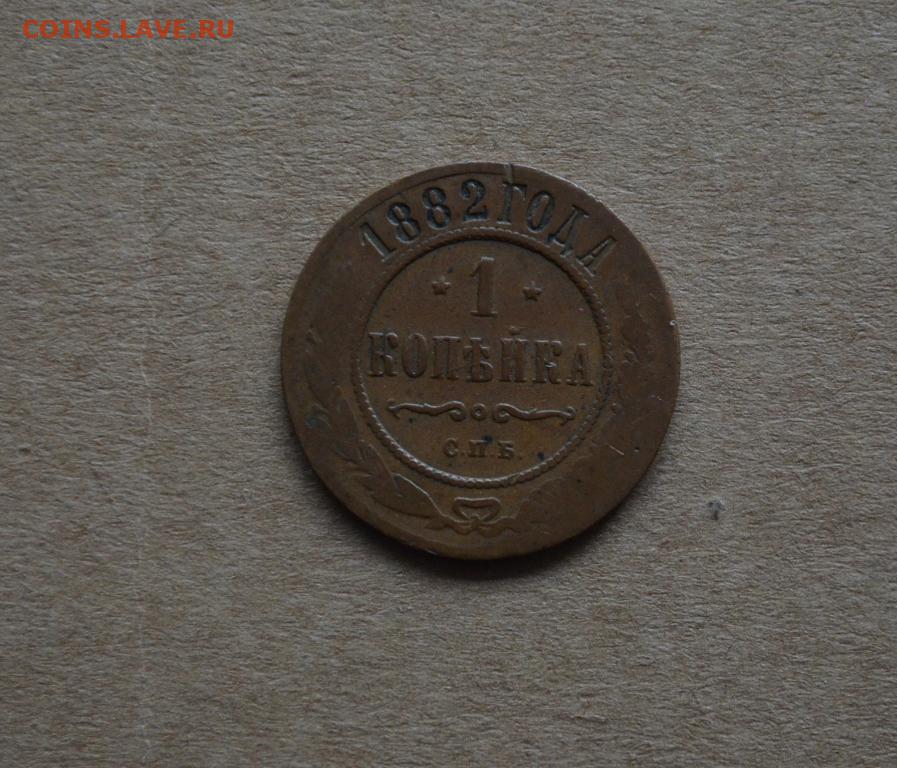 COINS.LAVE.RU
1882 ГОДА
1
КОПѢЙКА
С.П.Б.